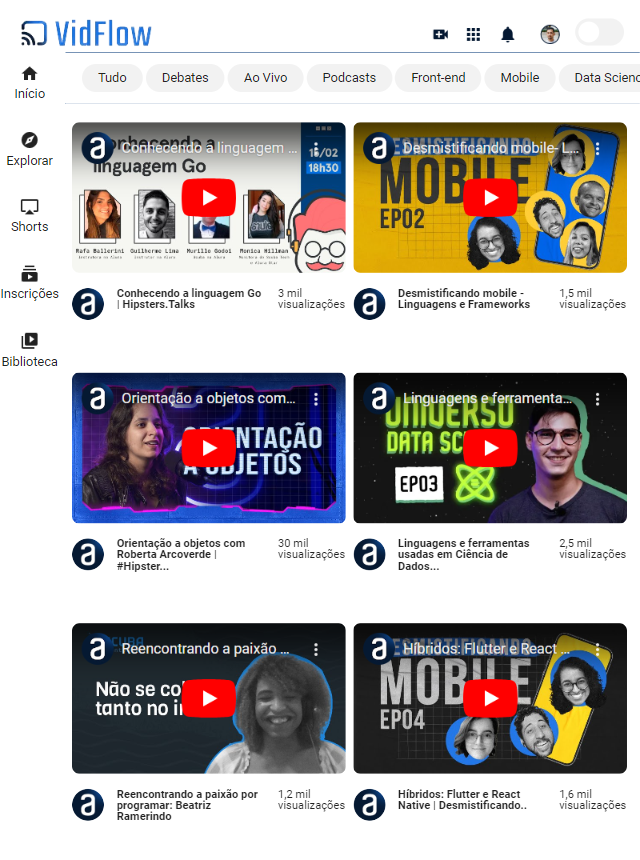 VidFlow
Tudo
Debates
Ao Vivo
Podcasts
Front-end
Mobile
Data Scienc
Início
Explorar
Shorts
Inscrições
Biblioteca
Conhecendo a linguagem ...
linguagem Go
16/02
18h30
Rafa Ballerini
Guilherme Lima
Murillo Godoi
Monica Hillman
Conhecendo a linguagem Go
| Hipsters.Talks
3 mil
visualizações
DESMISTIFICANDO
Desmistificando mobile- L...
MOBILE
EP02
Desmistificando mobile -
Linguagens e Frameworks
1,5 mil
visualizações
Orientação a objetos com...
ORIENTAÇÃO
A OBJETOS
Orientação a objetos com
Roberta Arcoverde |
#Hipster...
30 mil
visualizações
Linguagens e ferramenta...
UNIVERSO
DATA SC
EP03
Linguagens e ferramentas
usadas em Ciência de
Dados...
2,5 mil
visualizações
Reencontrando a paixão ...
Não se co
tanto no i
Reencontrando a paixão por
programar: Beatriz
Ramerindo
1,2 mil
visualizações
DESMISTIFICANDO
Híbridos: Flutter e React ...
MOBILE
EP04
Híbridos: Flutter e React
Native | Desmistificando..
1,6 mil
visualizações